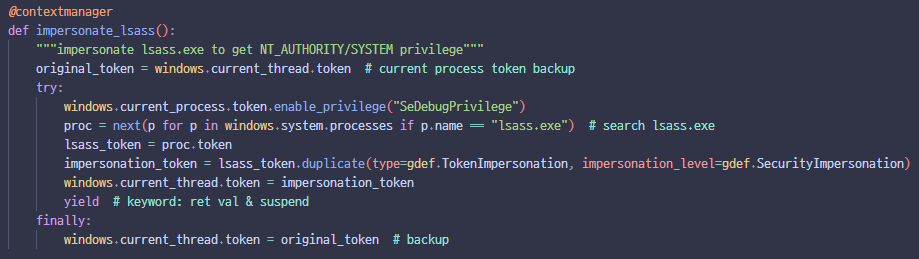 @contextmanager
def impersonate_lsass():
    """impersonate lsass.exe to get NT_AUTHORITY/SYSTEM privilege"""
    original_token = windows.current_thread.token  # current process token backup
    try:
        windows.current_process.token.enable_privilege("SeDebugPrivilege")
        proc = next(p for p in windows.system.processes if p.name == "lsass.exe")  # search lsass.exe
        lsass_token = proc.token
        impersonation_token = lsass_token.duplicate(type=gdef.TokenImpersonation, impersonation_level=gdef.SecurityImpersonation)
        windows.current_thread.token = impersonation_token
        yield  # keyword: ret val & suspend
    finally:
        windows.current_thread.token = original_token  # backup